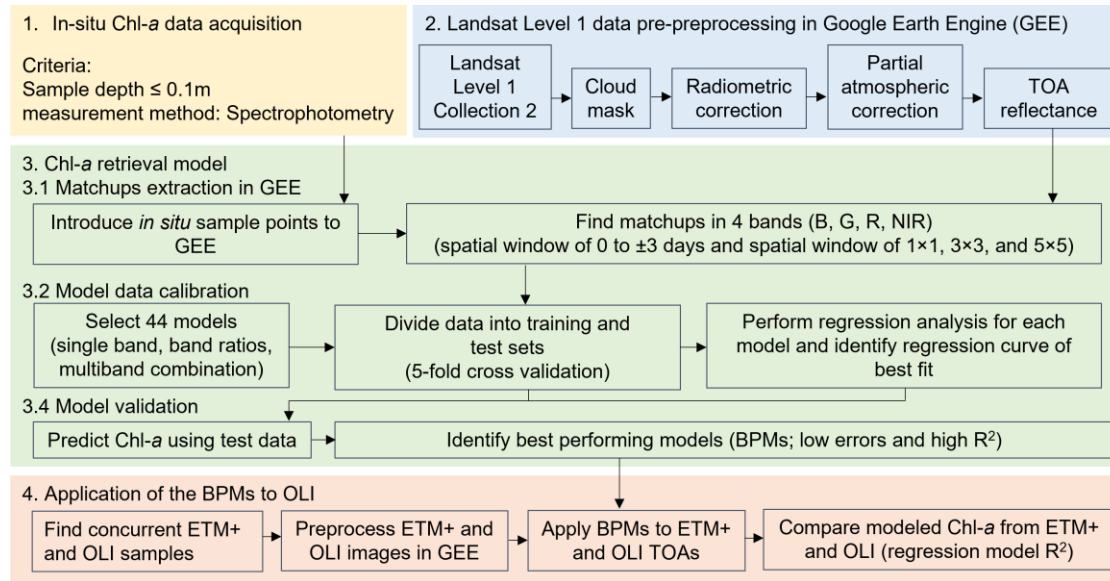 1. In-situ Chl-a data acquisition
Criteria:
Sample depth ≤ 0.1m
measurement method: Spectrophotometry
2. Landsat Level 1 data pre-preprocessing in Google Earth Engine (GEE)
Landsat
Level 1
Collection 2
Cloud
mask
Radiometric
correction
Partial
atmospheric
correction
TOA
reflectance
3. Chl-a retrieval model
3.1 Matchups extraction in GEE
Introduce in situ sample points to
GEE
Find matchups in 4 bands (B, G, R, NIR)
(spatial window of 0 to ±3 days and spatial window of 1×1, 3×3, and 5×5)
3.2 Model data calibration
Select 44 models
(single band, band ratios,
multiband combination)
Divide data into training and
test sets
(5-fold cross validation)
Perform regression analysis for each
model and identify regression curve of
best fit
3.4 Model validation
Predict Chl-a using test data
Identify best performing models (BPMs; low errors and high R²)
4. Application of the BPMs to OLI
Find concurrent ETM+
and OLI samples
Preprocess ETM+ and
OLI images in GEE
Apply BPMs to ETM+
and OLI TOAs
Compare modeled Chl-a from ETM+
and OLI (regression model R²)